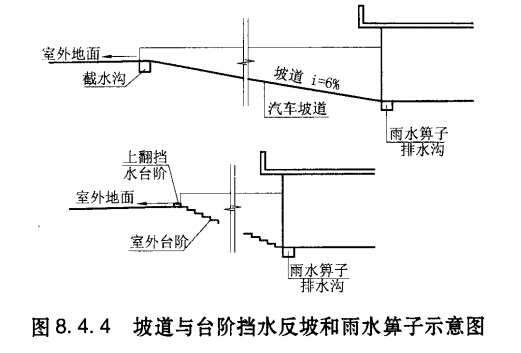 室外地面
截水沟
坡道 i=6%
汽车坡道
雨水箅子
排水沟
上翻挡
水台阶
室外地面
室外台阶
雨水箅子
排水沟
图8.4.4 坡道与台阶挡水反坡和雨水箅子示意图